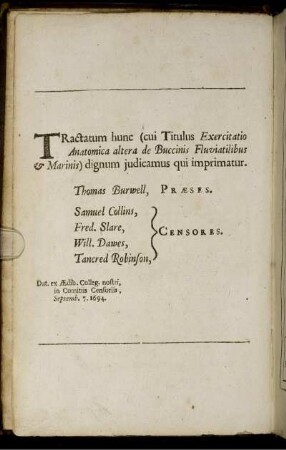 TRactatum hunc (cui Titulus Exercitatio
Anatomica altera de Buccinis Fluviatilibus
& Marinis) dignum judicamus qui imprimatur.
Thomas Burwell, PRÆSES.
Samuel Collins,
Fred. Slare,
Will. Dawes,
Tancred Robinſon,
CENSORES.
Dat. ex Ædib. Colleg. noſtri,
in Comitiis Cenſoriis,
Septemb. 7. 1694.